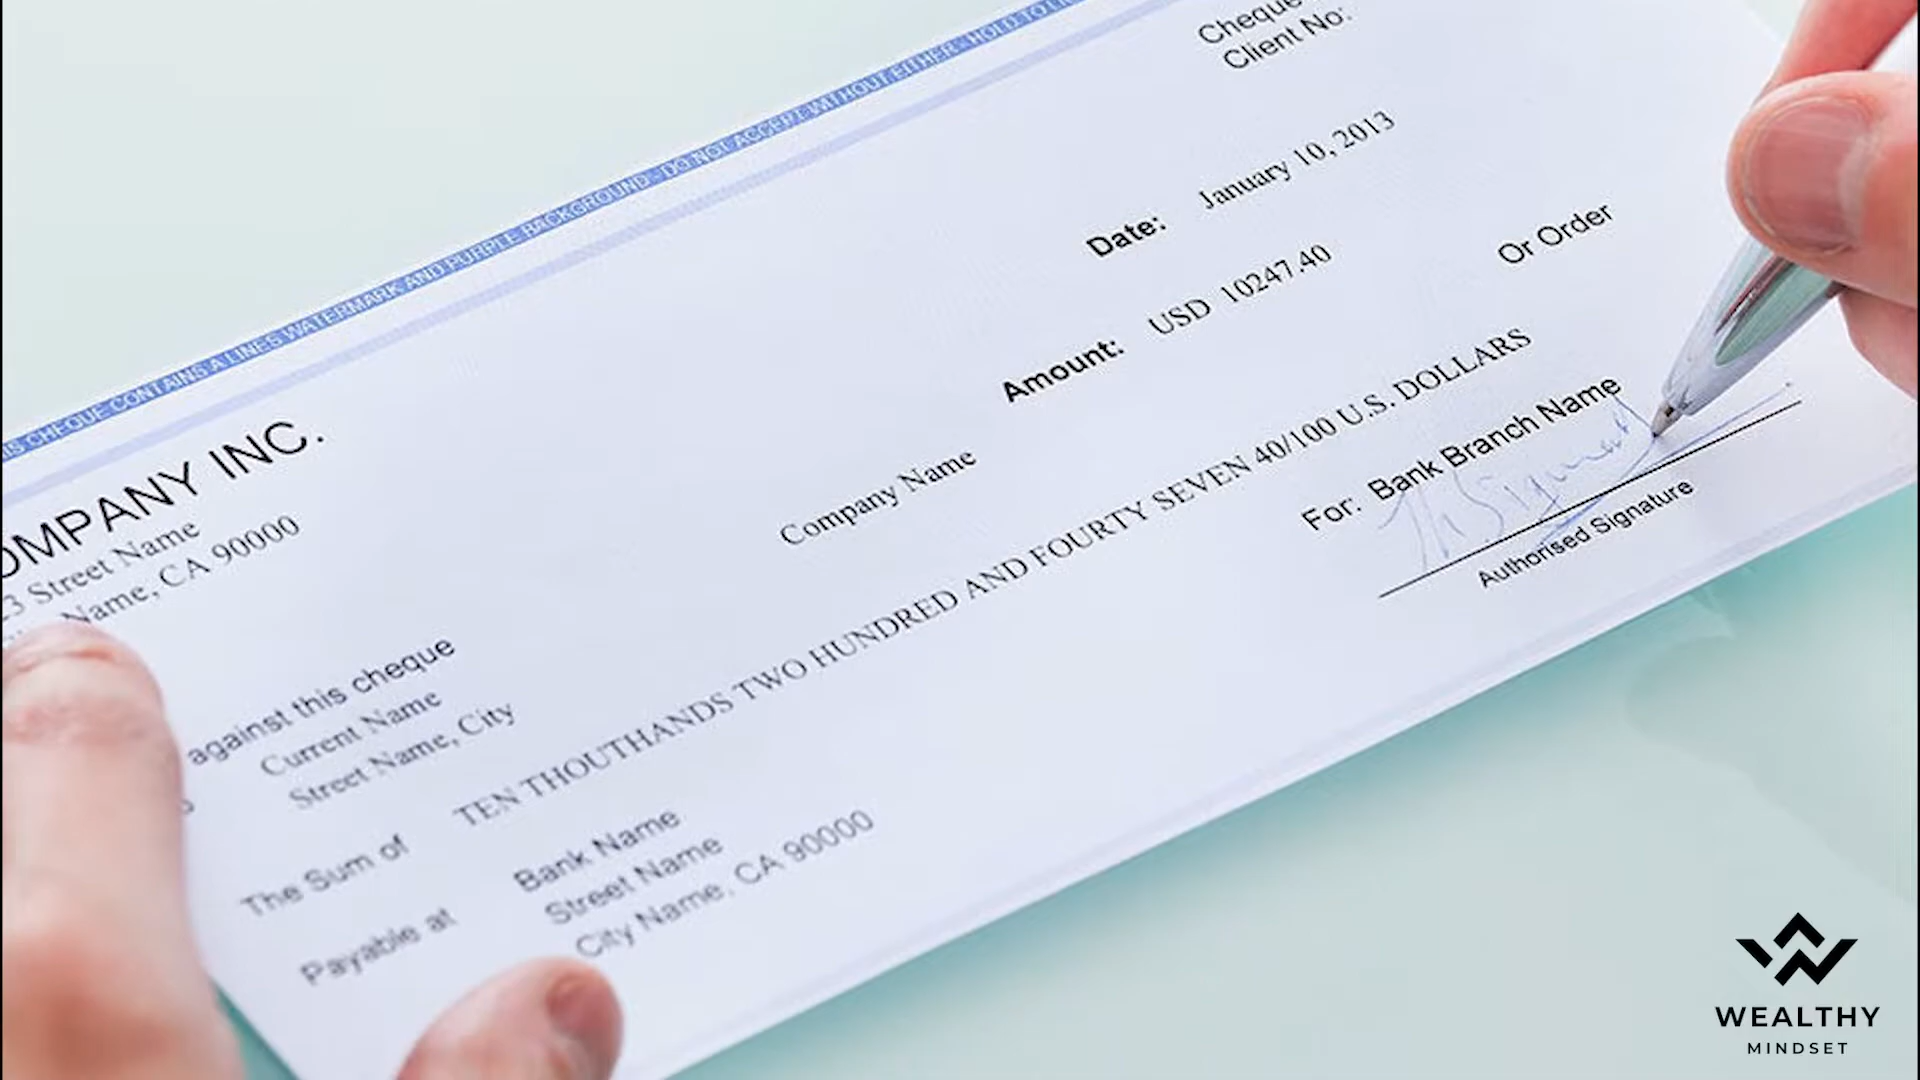 CHEQUE CONTAINS A LINES WATERMARK AND PURPLE BACKGROUND - DO NOT ACCEPT WITHOUT EITHER - HOLD TO
Cheque
Client No:
Date: January 10, 2013
Amount: USD 10247.40
Or Order
COMPANY INC.
Street Name
Name, CA 90000
Company Name
against this cheque
Current Name
Street Name, City
The Sum of TEN THOUTHANDS TWO HUNDRED AND FOURTY SEVEN 40/100 U.S. DOLLARS
For: Bank Branch Name
Authorised Signature
Payable at Bank Name
Street Name
City Name, CA 90000
WEALTHY
MINDSET